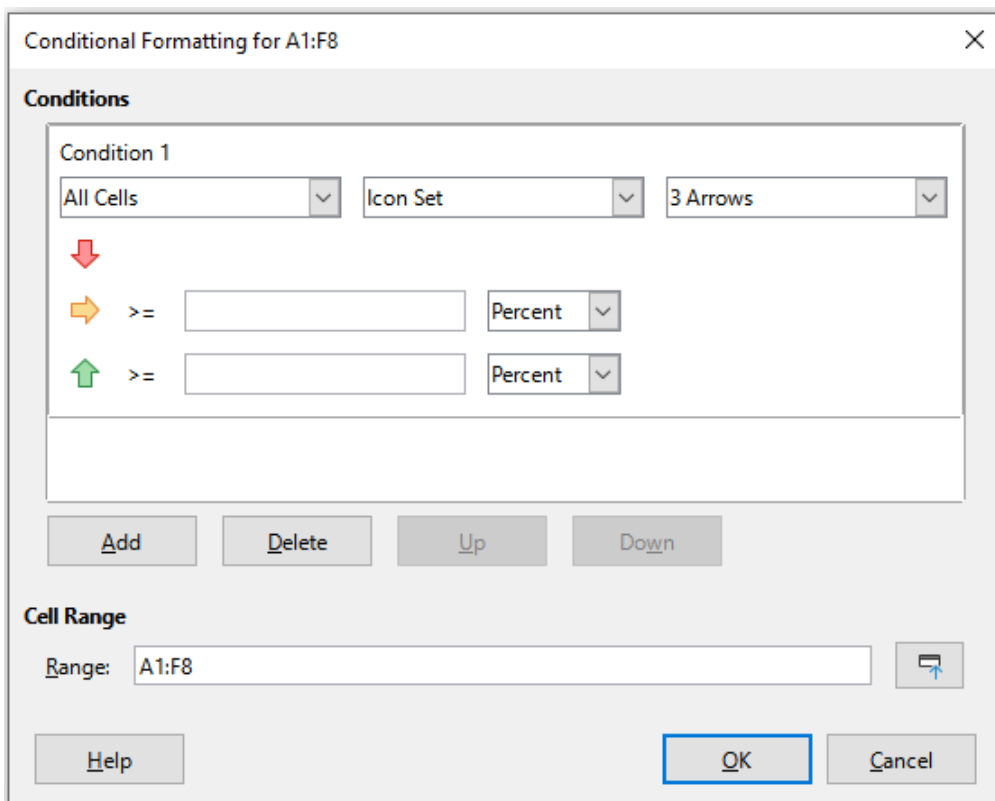 Conditional Formatting for A1:F8
Conditions
Condition 1
All Cells Icon Set 3 Arrows
>= Percent
>= Percent
Add Delete Up Down
Cell Range
Range: A1:F8
Help OK Cancel